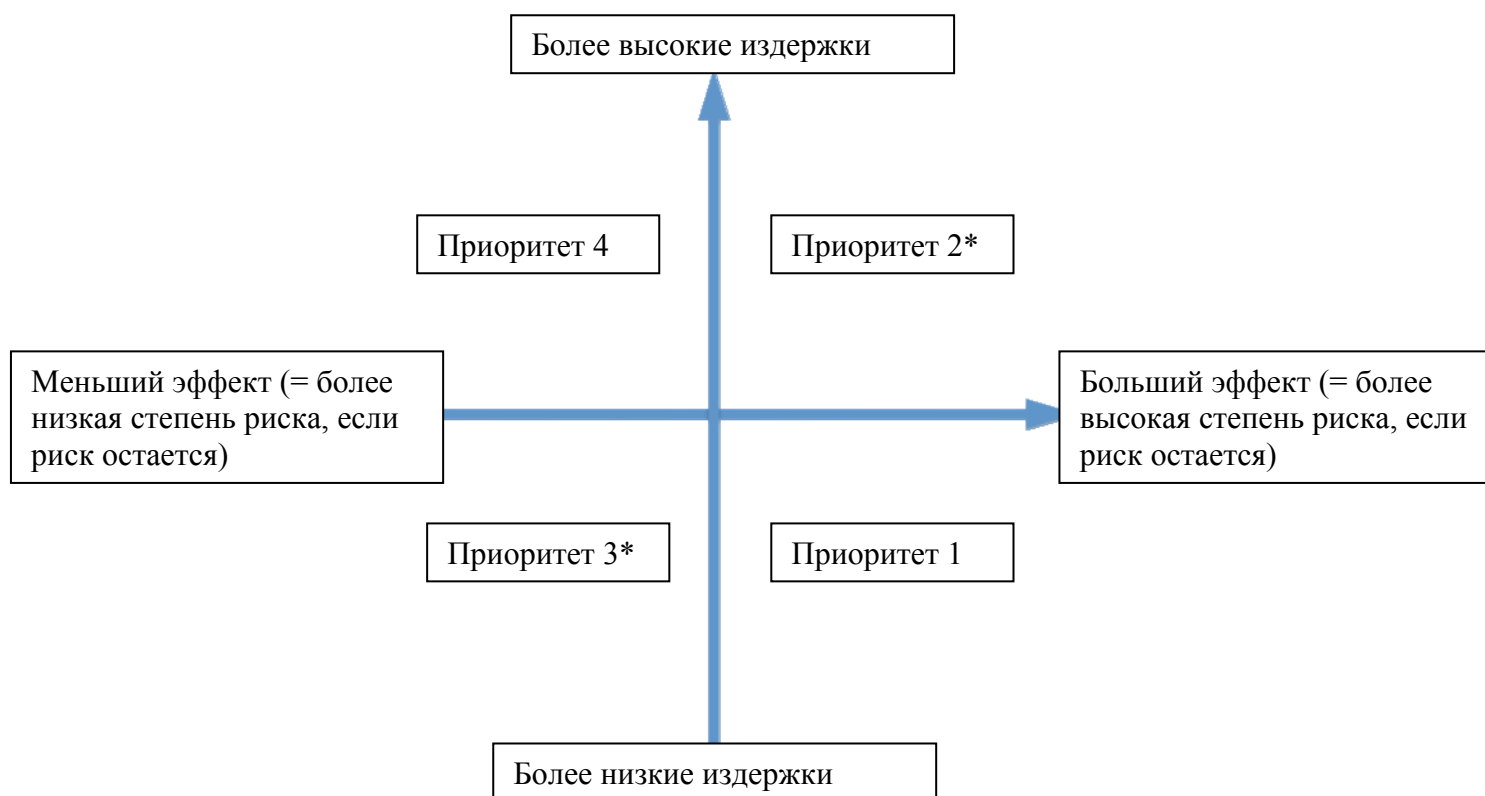 Более высокие издержки
Приоритет 4
Приоритет 2*
Меньший эффект (= более
низкая степень риска, если
риск остается)
Больший эффект (= более
высокая степень риска, если
риск остается)
Приоритет 3*
Приоритет 1
Более низкие издержки